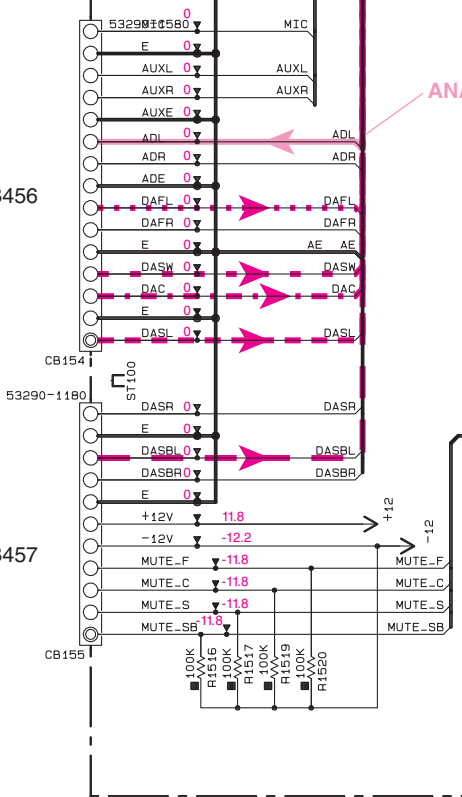 53290-1580
MIC 0 MIC
E 0
AUXL 0 AUXL
AUXR 0 AUXR
AUXE 0
ANA
ADL 0 ADL
ADR 0 ADR
ADE 0
B456
DAFL 0 DAFL
DAFR 0 DAFR
E 0 AE AE
DASW 0 DASW
DAC 0 DAC
E 0
DASL 0 DASL
CB154
ST100
53290-1180
DASR 0 DASR
E 0
DASBL 0 DASBL
DASBR 0 DASBR
E 0
+12V 11.8 +12
-12V -12.2 -12
B457
MUTE_F -11.8 MUTE_F
MUTE_C -11.8 MUTE_C
MUTE_S -11.8 MUTE_S
MUTE_SB -11.8 MUTE_SB
CB155
100K R1516
100K R1517
100K R1519
100K R1520